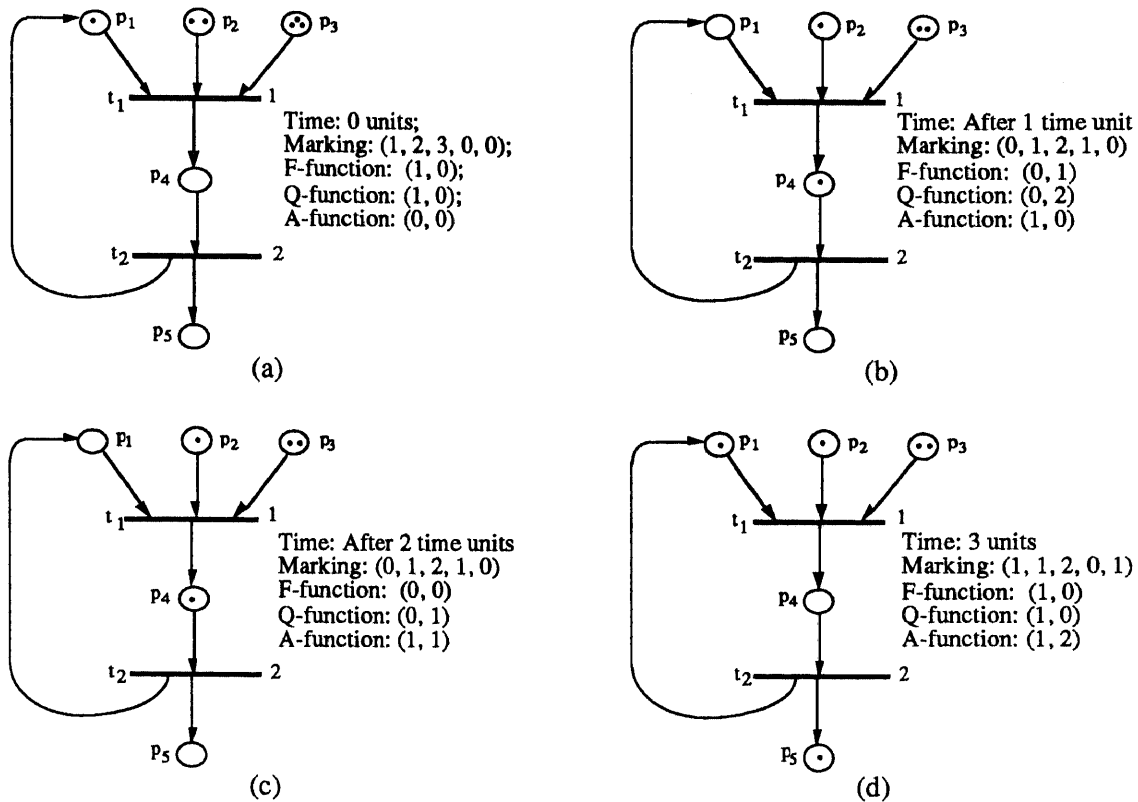 p1
p2
p3
t1
1
Time: 0 units;
Marking: (1, 2, 3, 0, 0);
F-function: (1, 0);
Q-function: (1, 0);
A-function: (0, 0)
p4
t2
2
p5
(a)
p1
p2
p3
t1
1
Time: After 1 time unit
Marking: (0, 1, 2, 1, 0)
F-function: (0, 1)
Q-function: (0, 2)
A-function: (1, 0)
p4
t2
2
p5
(b)
p1
p2
p3
t1
1
Time: After 2 time units
Marking: (0, 1, 2, 1, 0)
F-function: (0, 0)
Q-function: (0, 1)
A-function: (1, 1)
p4
t2
2
p5
(c)
p1
p2
p3
t1
1
Time: 3 units
Marking: (1, 1, 2, 0, 1)
F-function: (1, 0)
Q-function: (1, 0)
A-function: (1, 2)
p4
t2
2
p5
(d)